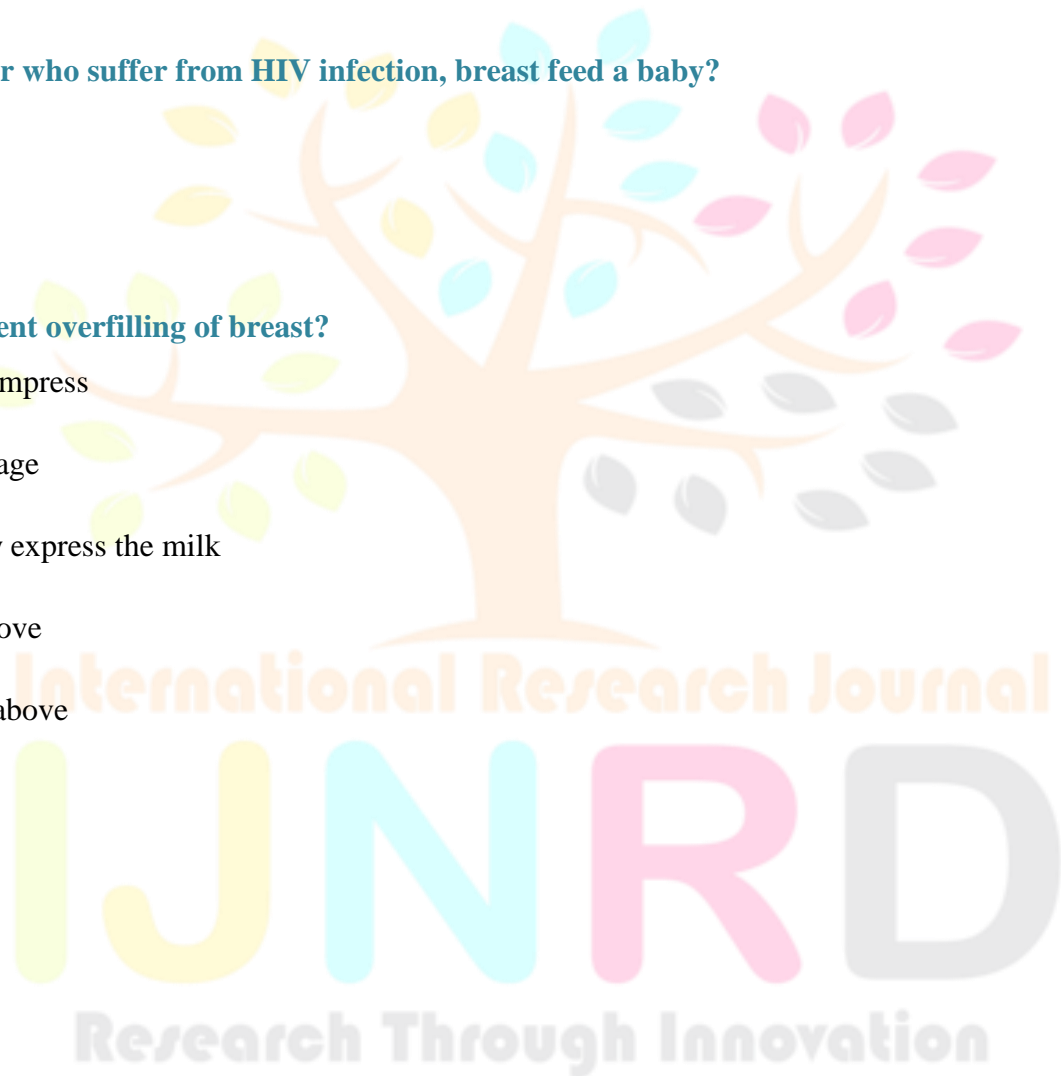 r who suffer from HIV infection, breast feed a baby?
ent overfilling of breast?
mpress
age
express the milk
ove
above
International Research Journal
IJNRD
Research Through Innovation